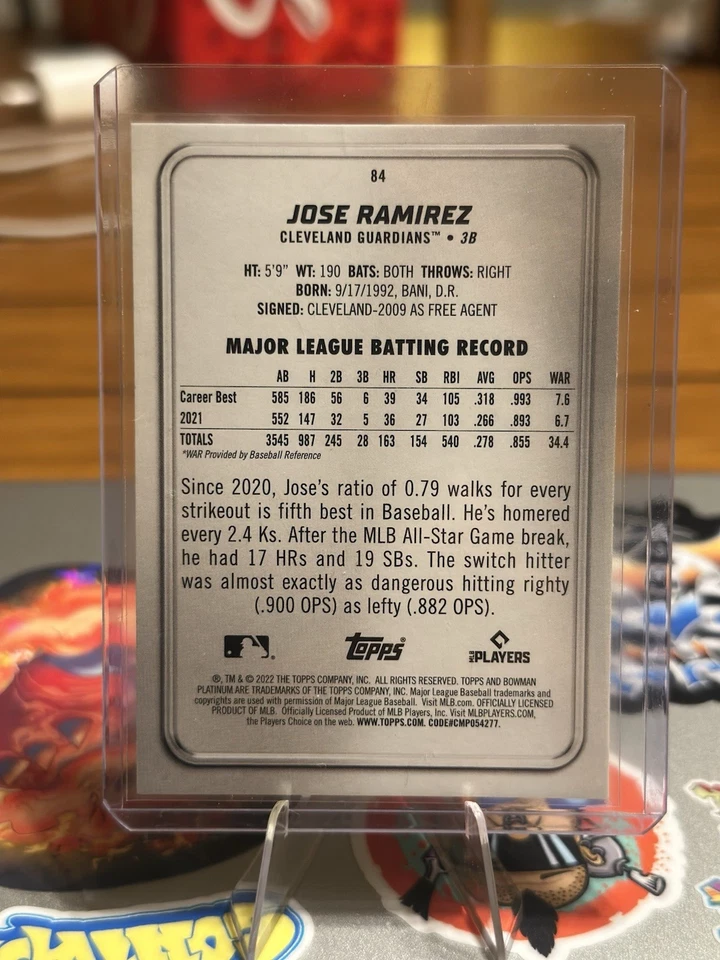 84
JOSE RAMIREZ
CLEVELAND GUARDIANS™ • 3B
HT: 5'9" WT: 190 BATS: BOTH THROWS: RIGHT
BORN: 9/17/1992, BANI, D.R.
SIGNED: CLEVELAND-2009 AS FREE AGENT
MAJOR LEAGUE BATTING RECORD
AB H 2B 3B HR SB RBI AVG OPS WAR
Career Best 585 186 56 6 39 34 105 .318 .993 7.6
2021 552 147 32 5 36 27 103 .266 .893 6.7
TOTALS 3545 987 245 28 163 154 540 .278 .855 34.4
*WAR Provided by Baseball Reference
Since 2020, Jose's ratio of 0.79 walks for every
strikeout is fifth best in Baseball. He's homered
every 2.4 Ks. After the MLB All-Star Game break,
he had 17 HRs and 19 SBs. The switch hitter
was almost exactly as dangerous hitting righty
(.900 OPS) as lefty (.882 OPS).
Topps® MLB PLAYERS
®, TM & © 2022 THE TOPPS COMPANY, INC. ALL RIGHTS RESERVED. TOPPS AND BOWMAN
PLATINUM ARE TRADEMARKS OF THE TOPPS COMPANY, INC. Major League Baseball trademarks and
copyrights are used with permission of Major League Baseball. Visit MLB.com. OFFICIALLY LICENSED
PRODUCT OF MLB. Officially Licensed Product of MLB Players, Inc. Visit MLBPLAYERS.COM,
the Players Choice on the web. WWW.TOPPS.COM. CODE#CMP054277.